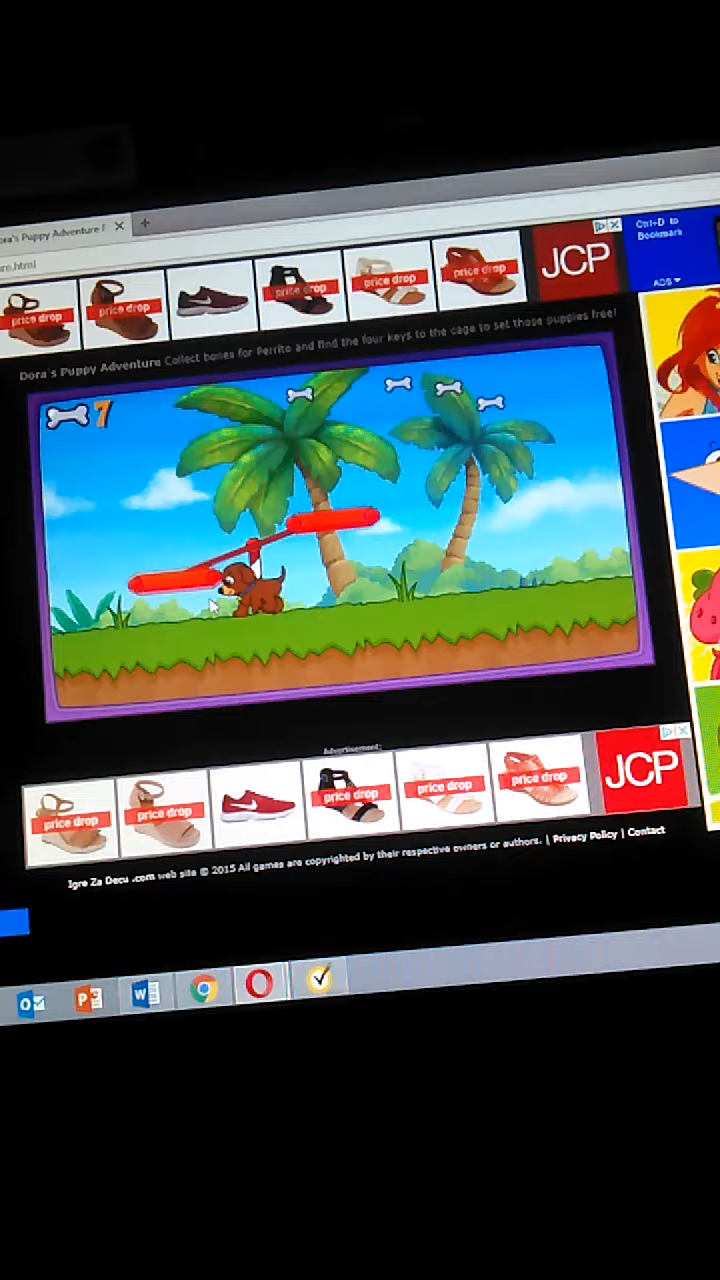 Dora's Puppy Adventure
Ctrl+D to
Bookmark
ADS
price drop
price drop
price drop
price drop
price drop
JCP
Dora's Puppy Adventure Collect bones for Perrito and find the four keys to the cage to set those puppies free!
7
Advertisement:
price drop
price drop
price drop
price drop
price drop
JCP
Igre Za Decu .com web site © 2015 All games are copyrighted by their respective owners or authors. | Privacy Policy | Contact